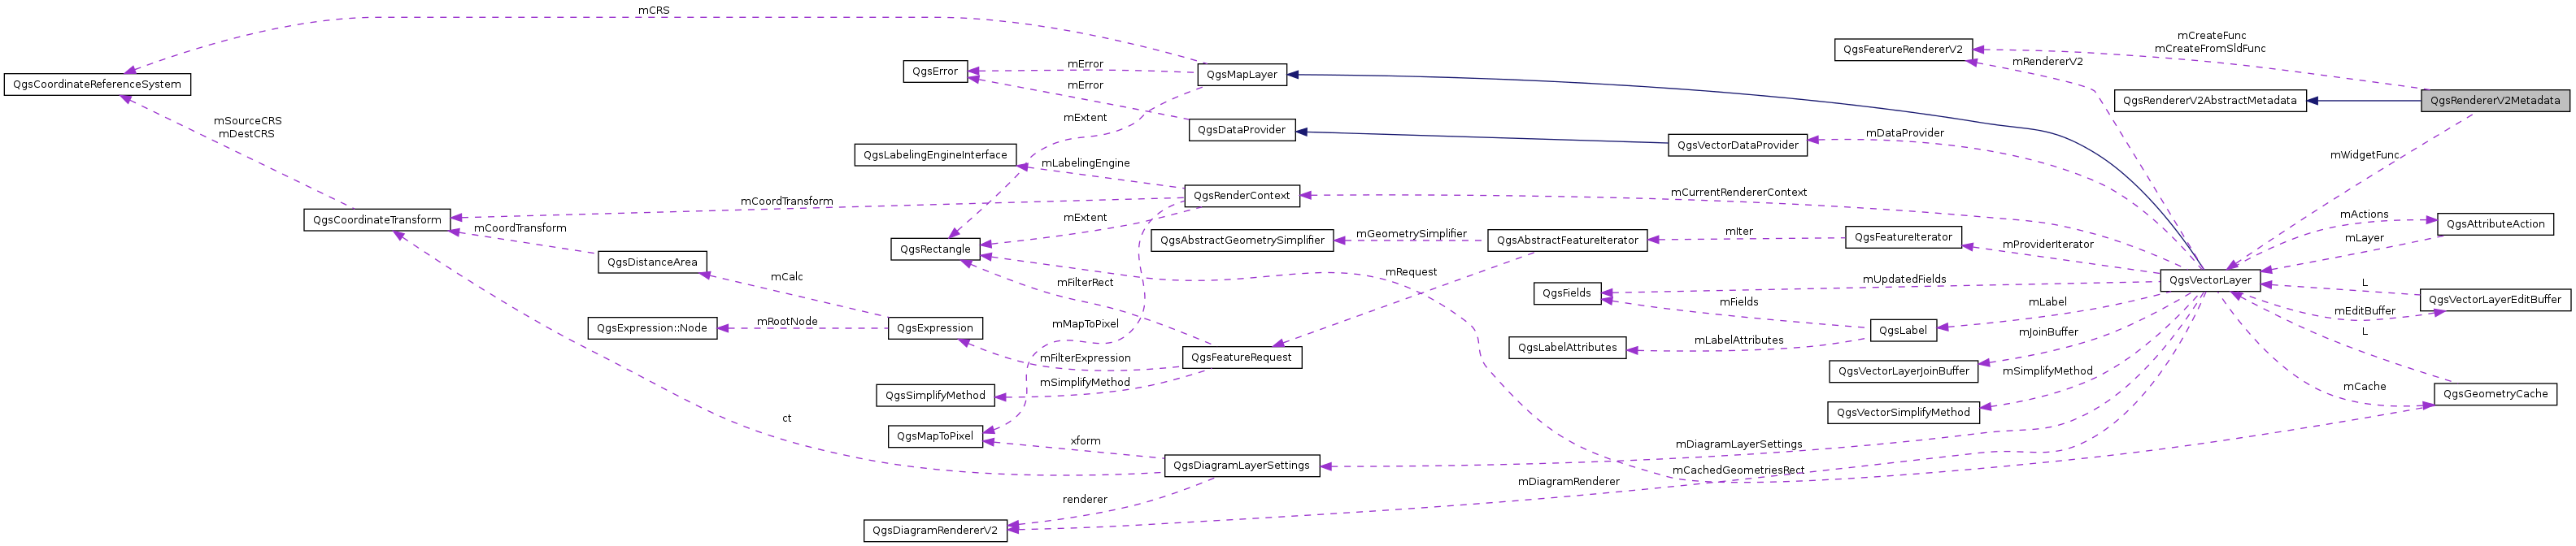 mCRS
mCreateFunc
mCreateFromSldFunc
QgsFeatureRendererV2
mRendererV2
QgsError
mError
QgsMapLayer
QgsCoordinateReferenceSystem
mError
QgsRendererV2AbstractMetadata
QgsRendererV2Metadata
mExtent
mSourceCRS
mDestCRS
QgsDataProvider
mDataProvider
QgsVectorDataProvider
QgsLabelingEngineInterface
mLabelingEngine
mWidgetFunc
QgsRenderContext
mCurrentRendererContext
mCoordTransform
QgsCoordinateTransform
mExtent
mActions
QgsAttributeAction
mCoordTransform
QgsRectangle
QgsAbstractGeometrySimplifier
mGeometrySimplifier
QgsAbstractFeatureIterator
mIter
QgsFeatureIterator
mProviderIterator
mLayer
QgsDistanceArea
mCalc
mFilterRect
mRequest
mUpdatedFields
QgsVectorLayer
L
QgsFields
mFields
mLabel
QgsVectorLayerEditBuffer
mEditBuffer
QgsExpression::Node
mRootNode
QgsExpression
mMapToPixel
QgsLabel
mJoinBuffer
L
QgsLabelAttributes
mLabelAttributes
mFilterExpression
QgsFeatureRequest
QgsVectorLayerJoinBuffer
mSimplifyMethod
mSimplifyMethod
mCache
QgsSimplifyMethod
QgsGeometryCache
QgsVectorSimplifyMethod
ct
QgsMapToPixel
xform
mDiagramLayerSettings
QgsDiagramLayerSettings
mCachedGeometriesRect
mDiagramRenderer
renderer
QgsDiagramRendererV2